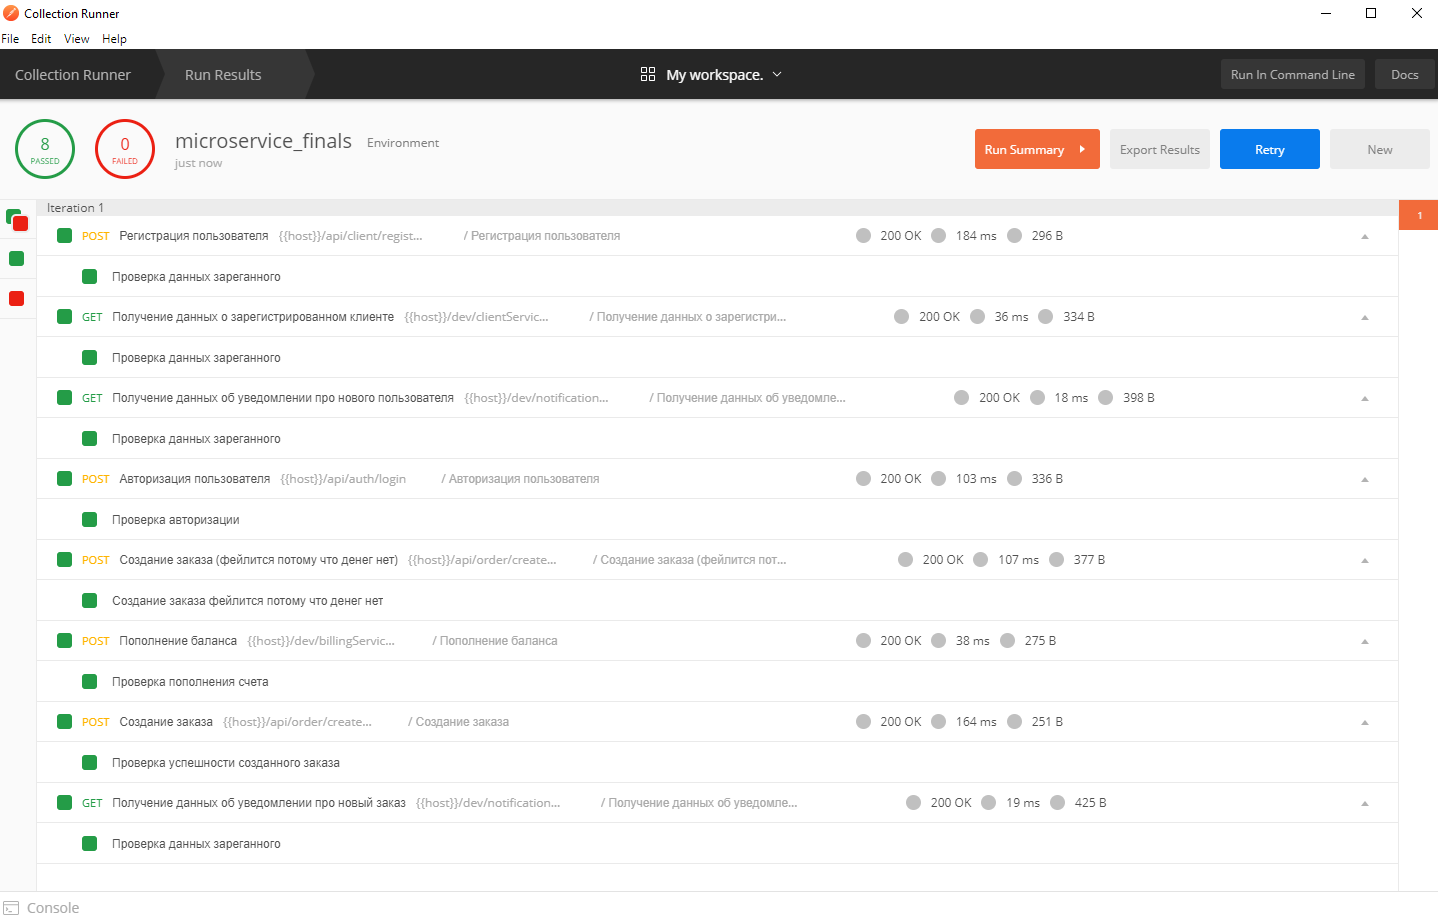 Collection Runner
File Edit View Help
Collection Runner Run Results My workspace. Run In Command Line Docs
8 PASSED 0 FAILED microservice_finals Environment just now Run Summary Export Results Retry New
Iteration 1 1
POST Регистрация пользователя {{host}}/api/client/regist... / Регистрация пользователя 200 OK 184 ms 296 B
Проверка данных зареганного
GET Получение данных о зарегистрированном клиенте {{host}}/dev/clientServic... / Получение данных о зарегистри... 200 OK 36 ms 334 B
Проверка данных зареганного
GET Получение данных об уведомлении про нового пользователя {{host}}/dev/notification... / Получение данных об уведомле... 200 OK 18 ms 398 B
Проверка данных зареганного
POST Авторизация пользователя {{host}}/api/auth/login / Авторизация пользователя 200 OK 103 ms 336 B
Проверка авторизации
POST Создание заказа (фейлится потому что денег нет) {{host}}/api/order/create... / Создание заказа (фейлится пот... 200 OK 107 ms 377 B
Создание заказа фейлится потому что денег нет
POST Пополнение баланса {{host}}/dev/billingServic... / Пополнение баланса 200 OK 38 ms 275 B
Проверка пополнения счета
POST Создание заказа {{host}}/api/order/create... / Создание заказа 200 OK 164 ms 251 B
Проверка успешности созданного заказа
GET Получение данных об уведомлении про новый заказ {{host}}/dev/notification... / Получение данных об уведомле... 200 OK 19 ms 425 B
Проверка данных зареганного
Console